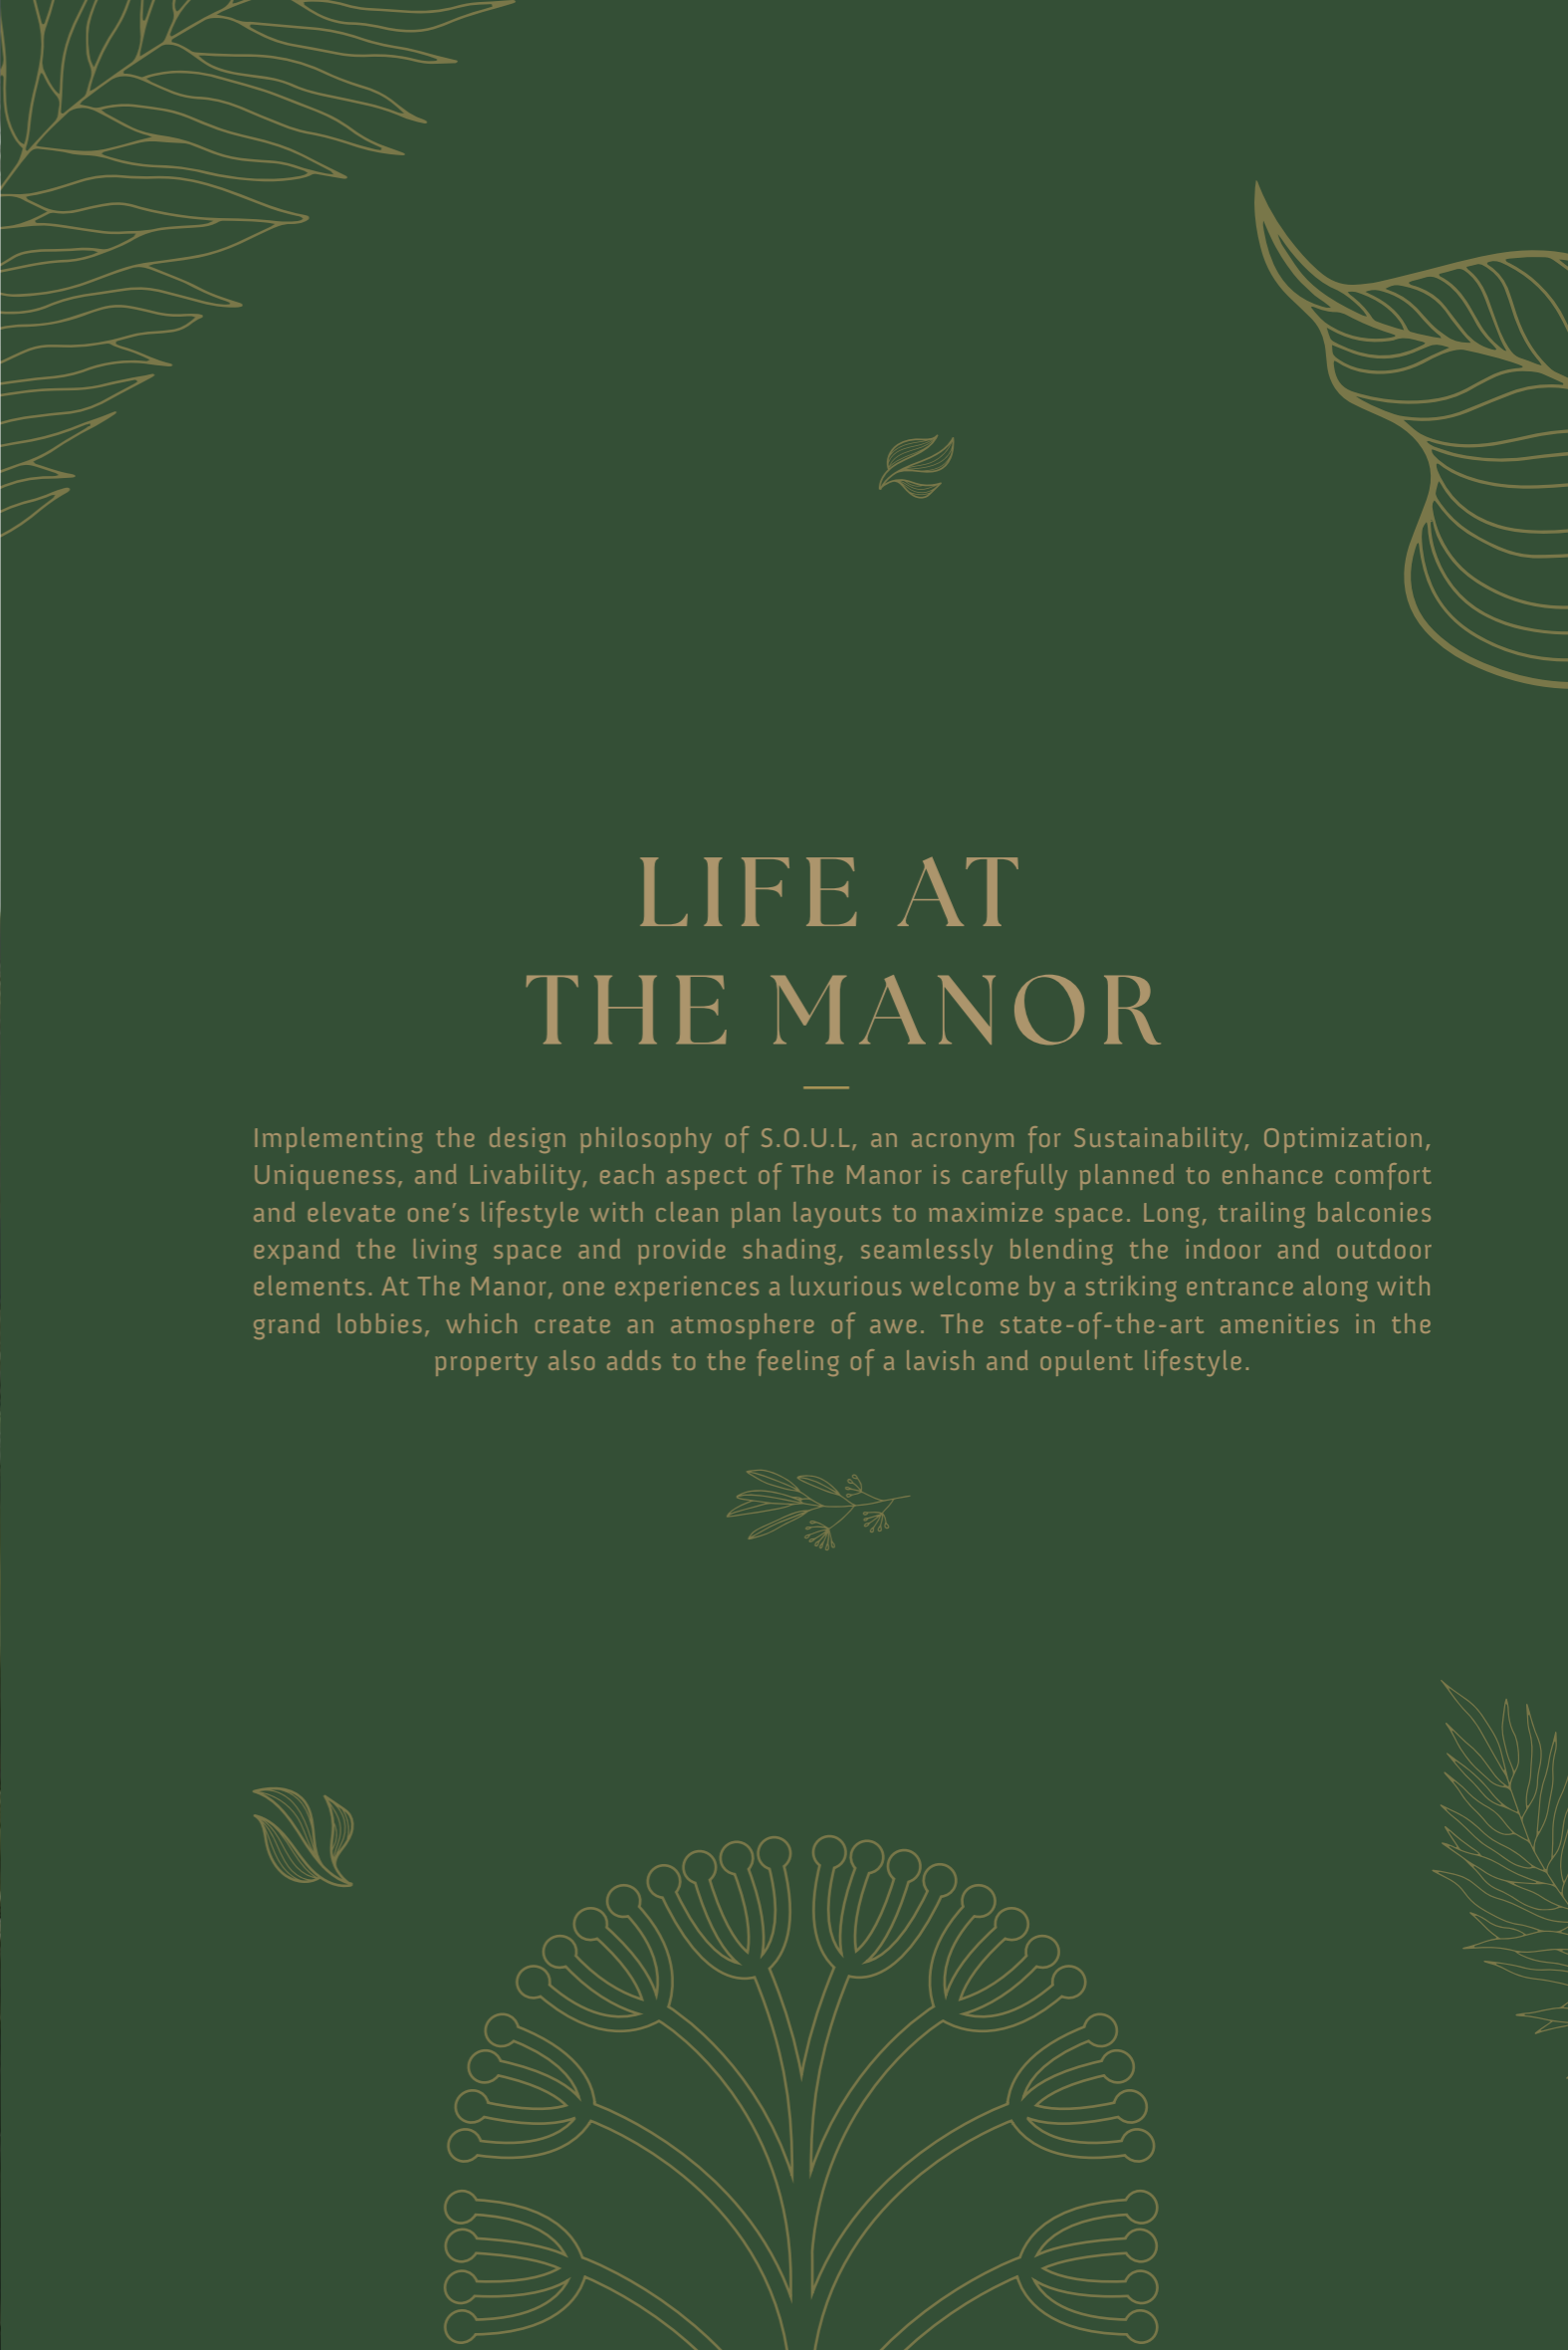 LIFE AT
THE MANOR
Implementing the design philosophy of S.O.U.L, an acronym for Sustainability, Optimization,
Uniqueness, and Livability, each aspect of The Manor is carefully planned to enhance comfort
and elevate one’s lifestyle with clean plan layouts to maximize space. Long, trailing balconies
expand the living space and provide shading, seamlessly blending the indoor and outdoor
elements. At The Manor, one experiences a luxurious welcome by a striking entrance along with
grand lobbies, which create an atmosphere of awe. The state-of-the-art amenities in the
property also adds to the feeling of a lavish and opulent lifestyle.